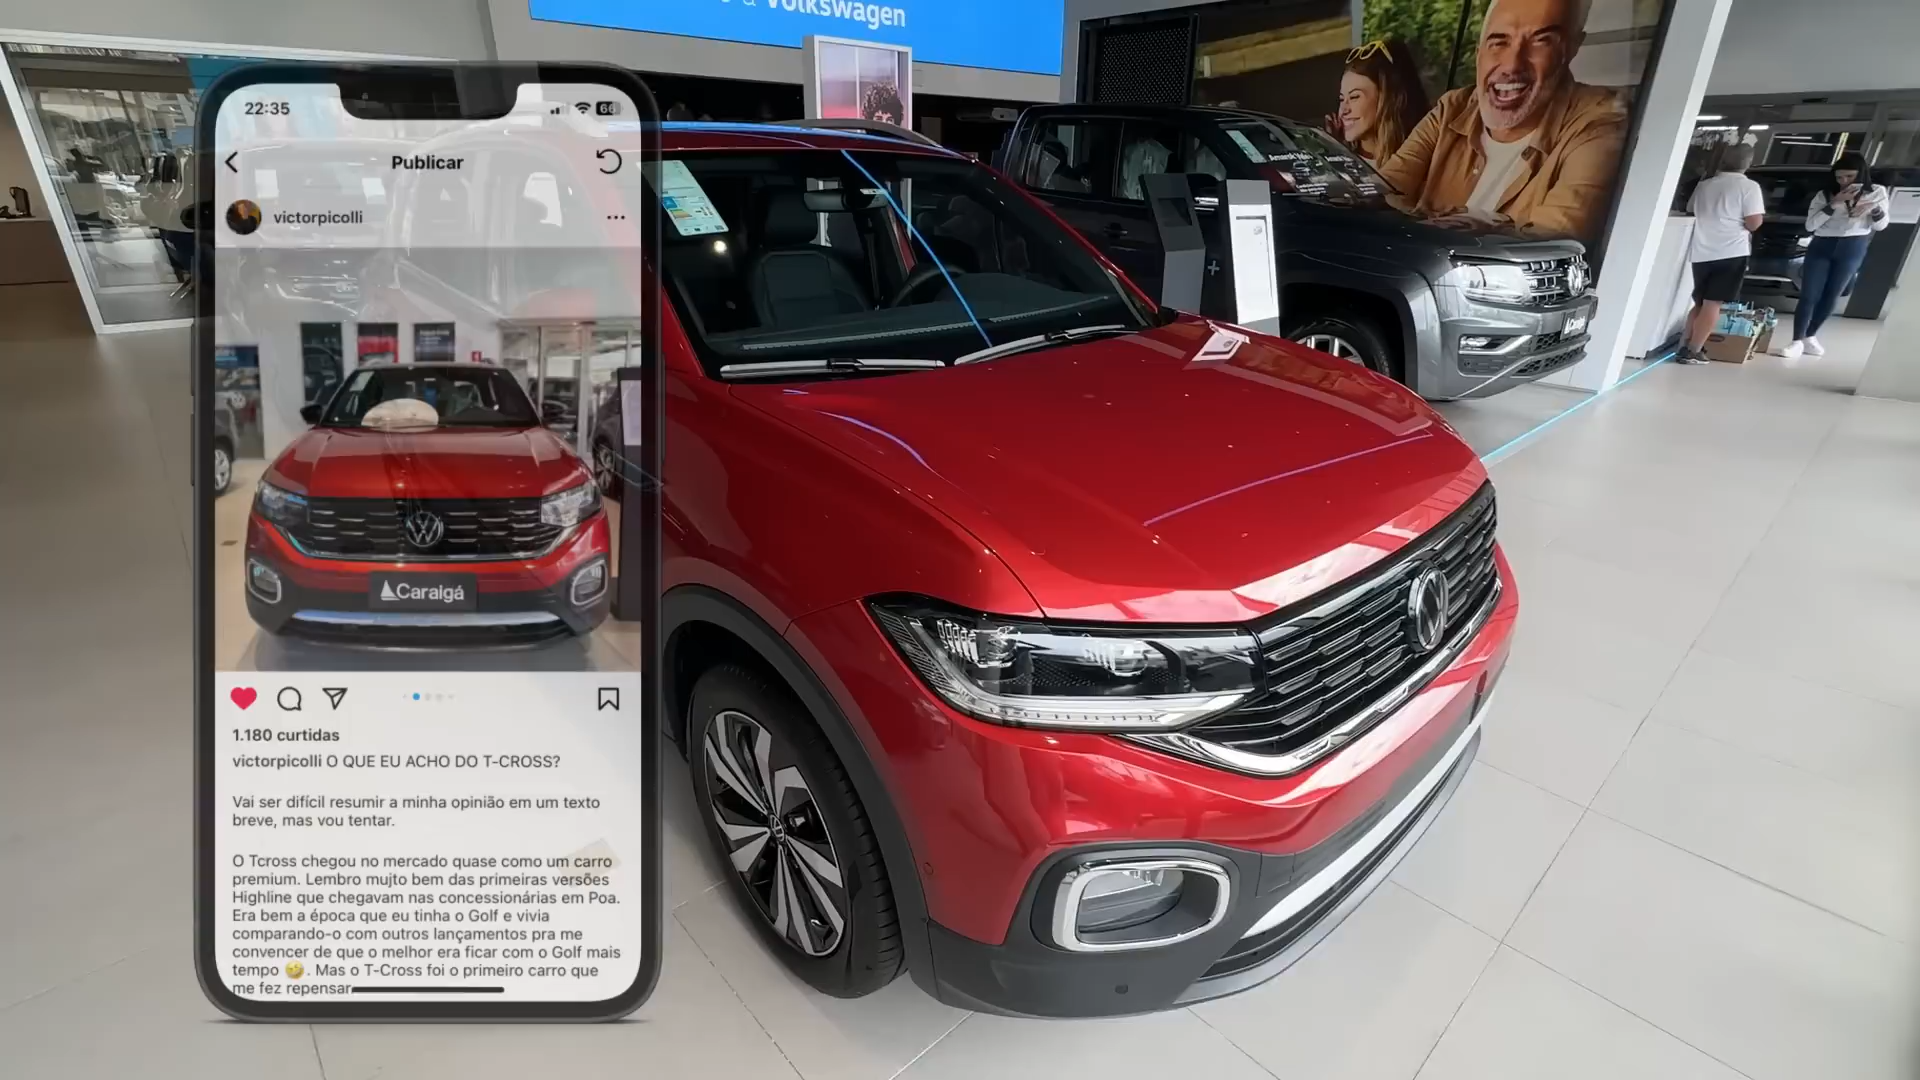 Volkswagen
22:35
66
Publicar
victorpicolli
Caraigá
1.180 curtidas
victorpicolli O QUE EU ACHO DO T-CROSS?
Vai ser difícil resumir a minha opinião em um texto
breve, mas vou tentar.
O Tcross chegou no mercado quase como um carro
premium. Lembro mujto bem das primeiras versões
Highline que chegavam nas concessionárias em Poa.
Era bem a época que eu tinha o Golf e vivia
comparando-o com outros lançamentos pra me
convencer de que o melhor era ficar com o Golf mais
tempo 🤣. Mas o T-Cross foi o primeiro carro que
me fez repensar
Caraigá